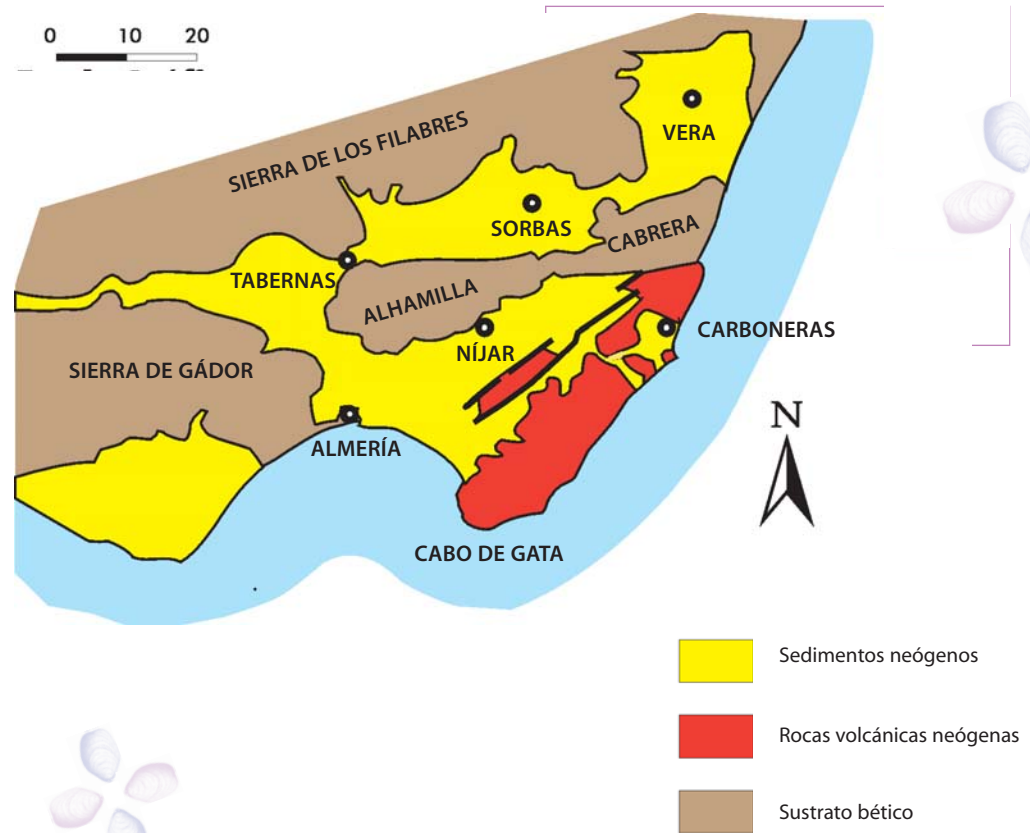 0 10 20
VERA
SIERRA DE LOS FILABRES
SORBAS
CABRERA
TABERNAS
ALHAMILLA
CARBONERAS
NÍJAR
SIERRA DE GÁDOR
N
ALMERÍA
CABO DE GATA
Sedimentos neógenos
Rocas volcánicas neógenas
Sustrato bético